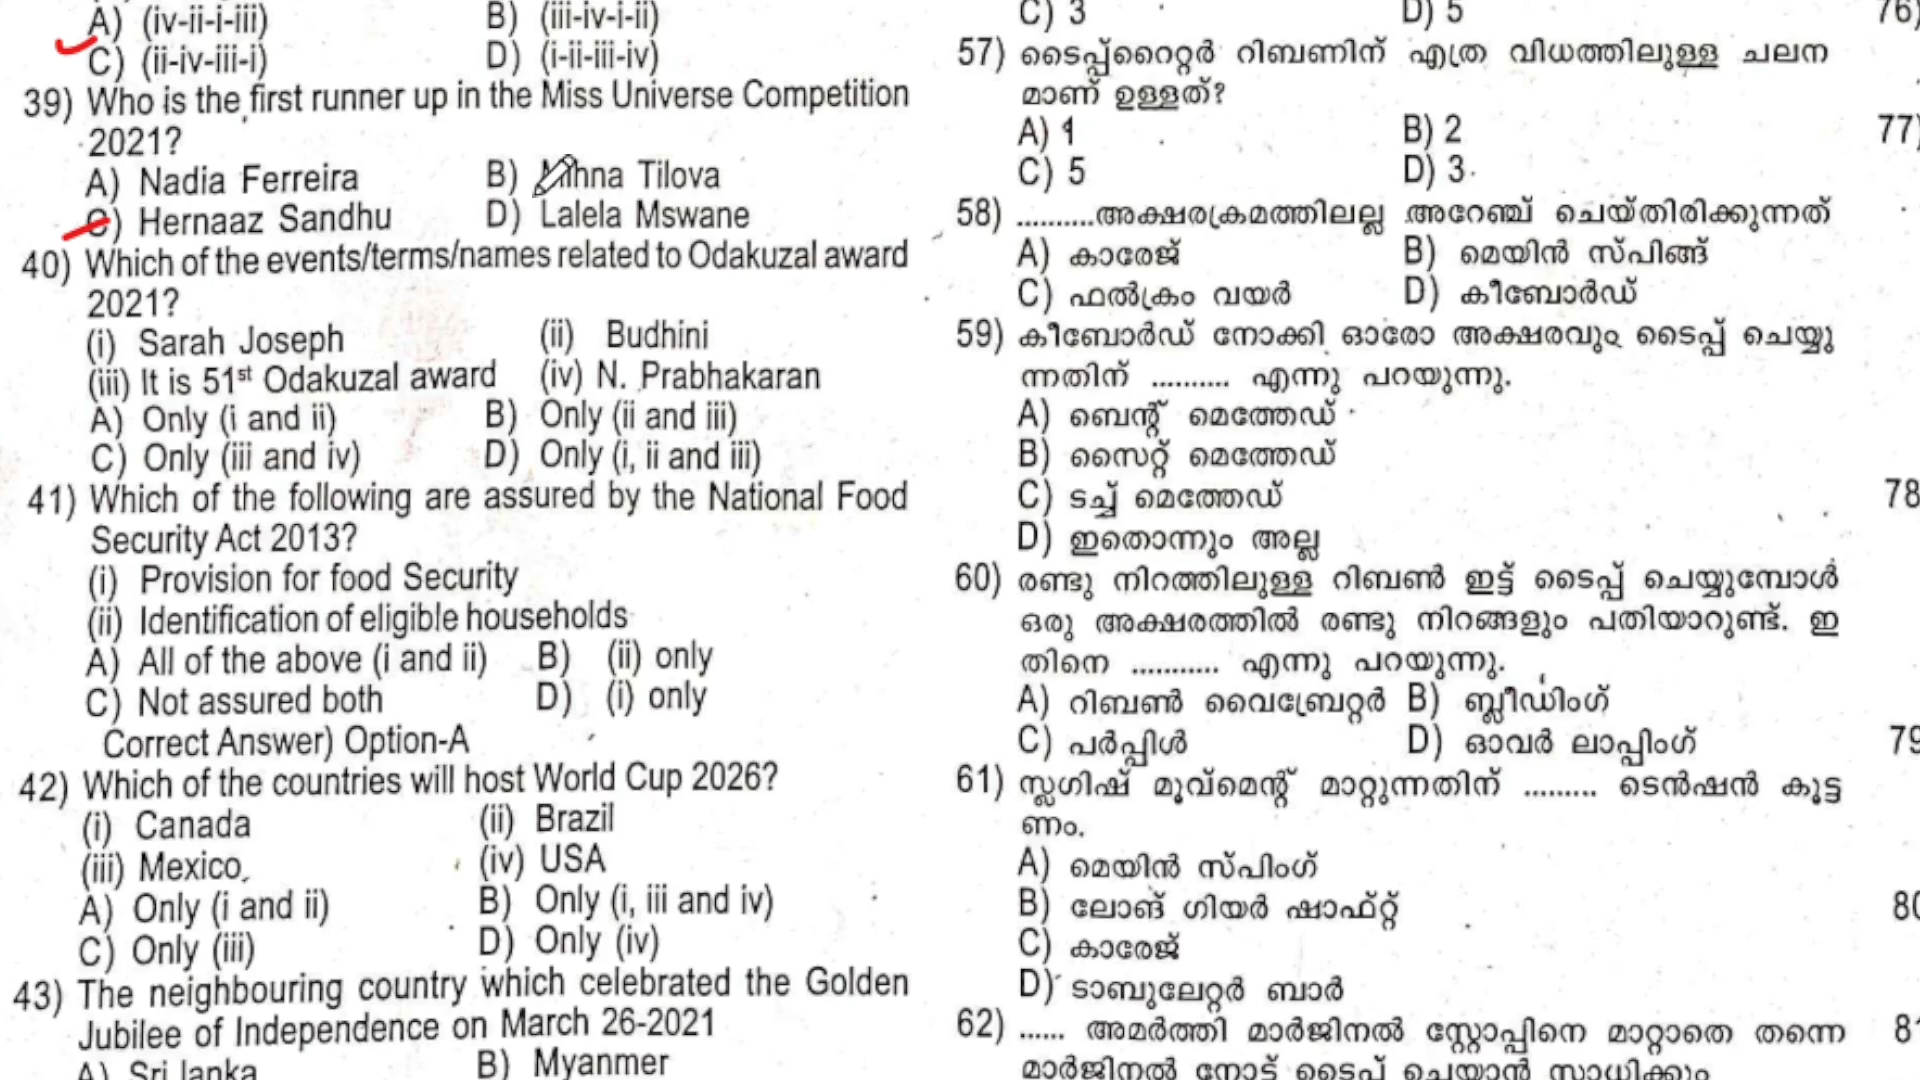 A) (iv-ii-i-iii) B) (iii-iv-i-ii)
C) (ii-iv-iii-i) D) (i-ii-iii-iv)
39) Who is the first runner up in the Miss Universe Competition
2021?
A) Nadia Ferreira B) Tilova
C) Hernaaz Sandhu D) Lalela Mswane
40) Which of the events/terms/names related to Odakuzal award
2021?
(i) Sarah Joseph (ii) Budhini
(iii) It is 51st Odakuzal award (iv) N. Prabhakaran
A) Only (i and ii) B) Only (ii and iii)
C) Only (iii and iv) D) Only (i, ii and iii)
41) Which of the following are assured by the National Food
Security Act 2013?
(i) Provision for food Security
(ii) Identification of eligible households
A) All of the above (i and ii) B) (ii) only
C) Not assured both D) (i) only
Correct Answer) Option-A
42) Which of the countries will host World Cup 2026?
(i) Canada (ii) Brazil
(iii) Mexico (iv) USA
A) Only (i and ii) B) Only (i, iii and iv)
C) Only (iii) D) Only (iv)
43) The neighbouring country which celebrated the Golden
Jubilee of Independence on March 26-2021
A) Sri lanka B) Myanmer
C) 3 D) 5
57) ടൈപ്പ്റൈറ്റർ റിബണിന് എത്ര വിധത്തിലുള്ള ചലന
മാണ് ഉള്ളത്?
A) 1 B) 2
C) 5 D) 3
58) ..........അക്ഷരക്രമത്തിലല്ല അറേഞ്ച് ചെയ്തിരിക്കുന്നത്
A) കാരേജ് B) മെയിൻ സ്പിങ്ങ്
C) ഫൽക്രം വയർ D) കീബോർഡ്
59) കീബോർഡ് നോക്കി ഓരോ അക്ഷരവും ടൈപ്പ് ചെയ്യു
ന്നതിന് .......... എന്നു പറയുന്നു.
A) ബെന്റ് മെത്തേഡ്
B) സൈറ്റ് മെത്തേഡ്
C) ടച്ച് മെത്തേഡ്
D) ഇതൊന്നും അല്ല
60) രണ്ടു നിറത്തിലുള്ള റിബൺ ഇട്ട് ടൈപ്പ് ചെയ്യുമ്പോൾ
ഒരു അക്ഷരത്തിൽ രണ്ടു നിറങ്ങളും പതിയാറുണ്ട്. ഇ
തിനെ ........... എന്നു പറയുന്നു.
A) റിബൺ വൈബ്രേറ്റർ B) ബ്ലീഡിംഗ്
C) പർപ്പിൾ D) ഓവർ ലാപ്പിംഗ്
61) സ്ലഗിഷ് മൂവ്മെന്റ് മാറ്റുന്നതിന് ......... ടെൻഷൻ കൂട്ട
ണം.
A) മെയിൻ സ്പിംഗ്
B) ലോങ് ഗിയർ ഷാഫ്റ്റ്
C) കാരേജ്
D) ടാബുലേറ്റർ ബാർ
62) ...... അമർത്തി മാർജിനൽ സ്റ്റോപ്പിനെ മാറ്റാതെ തന്നെ
മാർജിനൽ നോട്ട് ടൈപ്പ് ചെയ്യാൻ സാധിക്കും
76)
77)
78
79
80
81